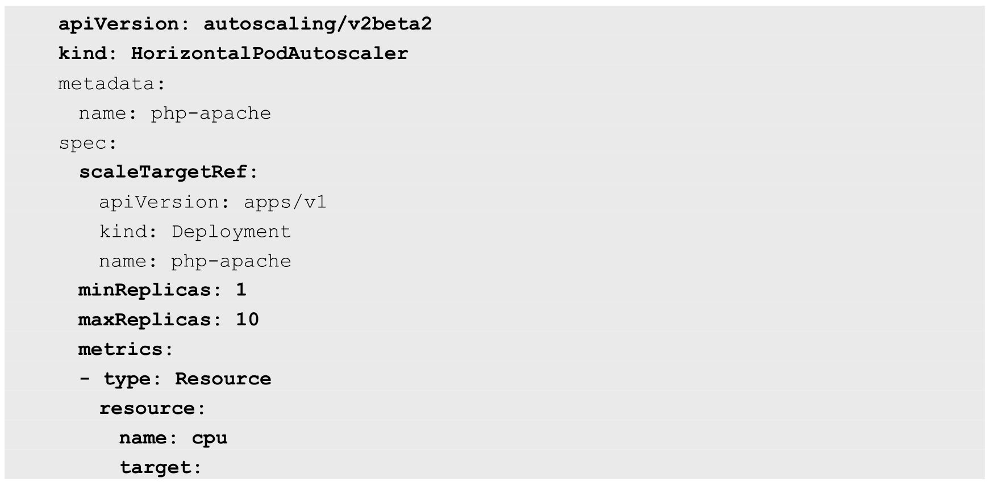 apiVersion: autoscaling/v2beta2
kind: HorizontalPodAutoscaler
metadata:
  name: php-apache
spec:
  scaleTargetRef:
    apiVersion: apps/v1
    kind: Deployment
    name: php-apache
  minReplicas: 1
  maxReplicas: 10
  metrics:
  - type: Resource
    resource:
      name: cpu
      target: